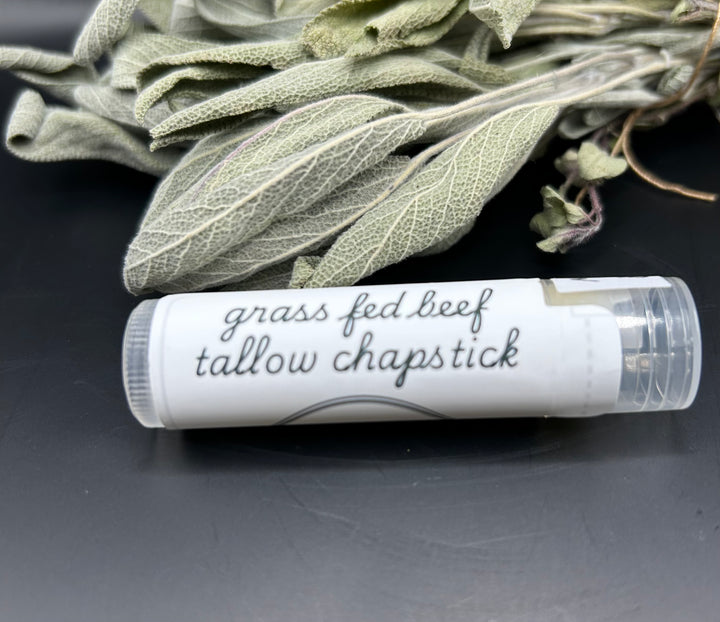 grass fed beef
tallow chapstick